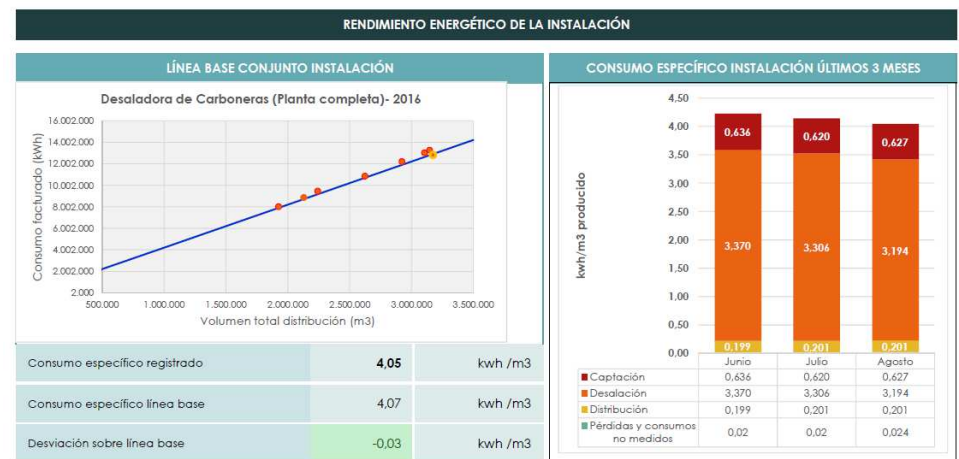 RENDIMIENTO ENERGÉTICO DE LA INSTALACIÓN
LÍNEA BASE CONJUNTO INSTALACIÓN
Desaladora de Carboneras (Planta completa)- 2016
Consumo facturado (kWh)
16.002.000
14.002.000
12.002.000
10.002.000
8.002.000
6.002.000
4.002.000
2.002.000
2.000
500.000 1.000.000 1.500.000 2.000.000 2.500.000 3.000.000 3.500.000
Volumen total distribución (m3)
Consumo específico registrado 4,05 kwh /m3
Consumo específico línea base 4,07 kwh /m3
Desviación sobre línea base -0,03 kwh /m3
CONSUMO ESPECÍFICO INSTALACIÓN ÚLTIMOS 3 MESES
kwh/m3 producido
4,50
4,00
3,50
3,00
2,50
2,00
1,50
1,00
0,50
0,00
0,636 0,620 0,627
3,370 3,306 3,194
0,199 0,201 0,201
Junio Julio Agosto
Captación 0,636 0,620 0,627
Desalación 3,370 3,306 3,194
Distribución 0,199 0,201 0,201
Pérdidas y consumos
no medidos 0,02 0,02 0,024